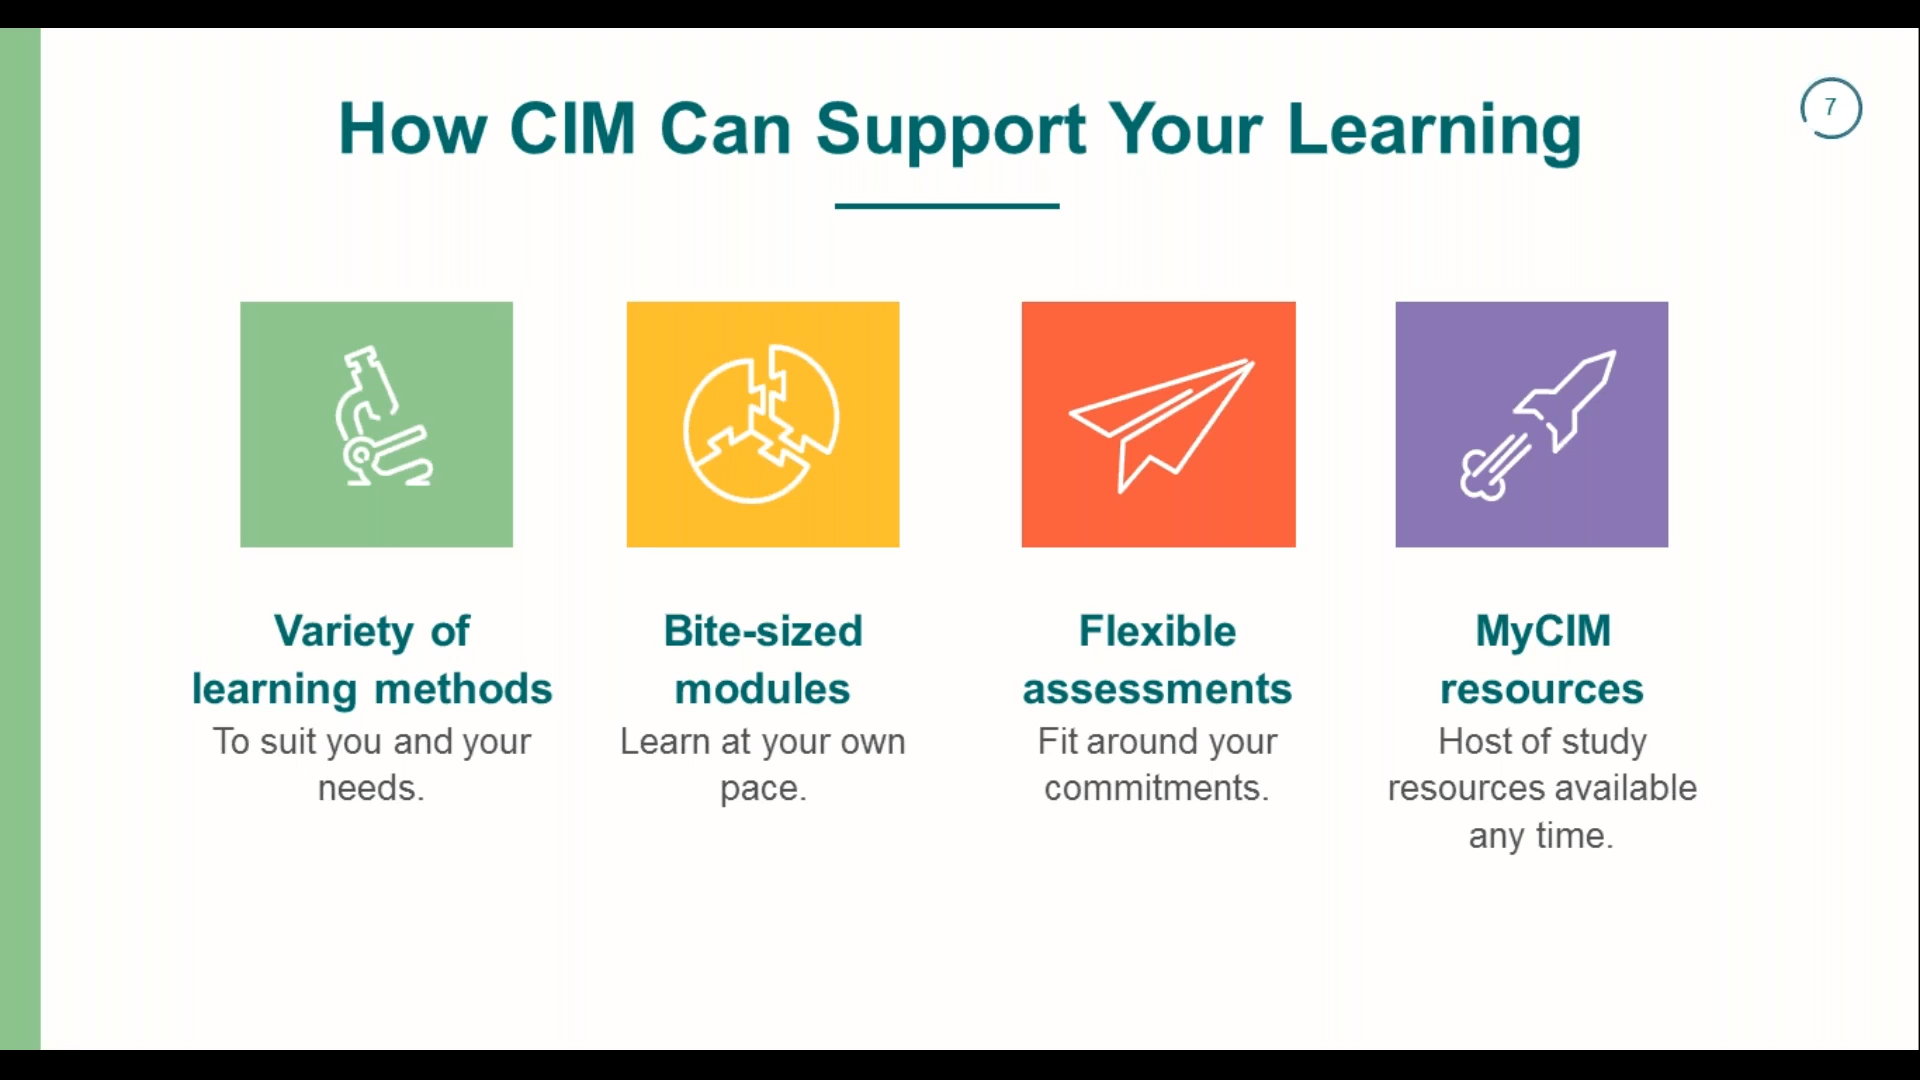 How CIM Can Support Your Learning
7
Variety of
learning methods
To suit you and your
needs.
Bite-sized
modules
Learn at your own
pace.
Flexible
assessments
Fit around your
commitments.
MyCIM
resources
Host of study
resources available
any time.